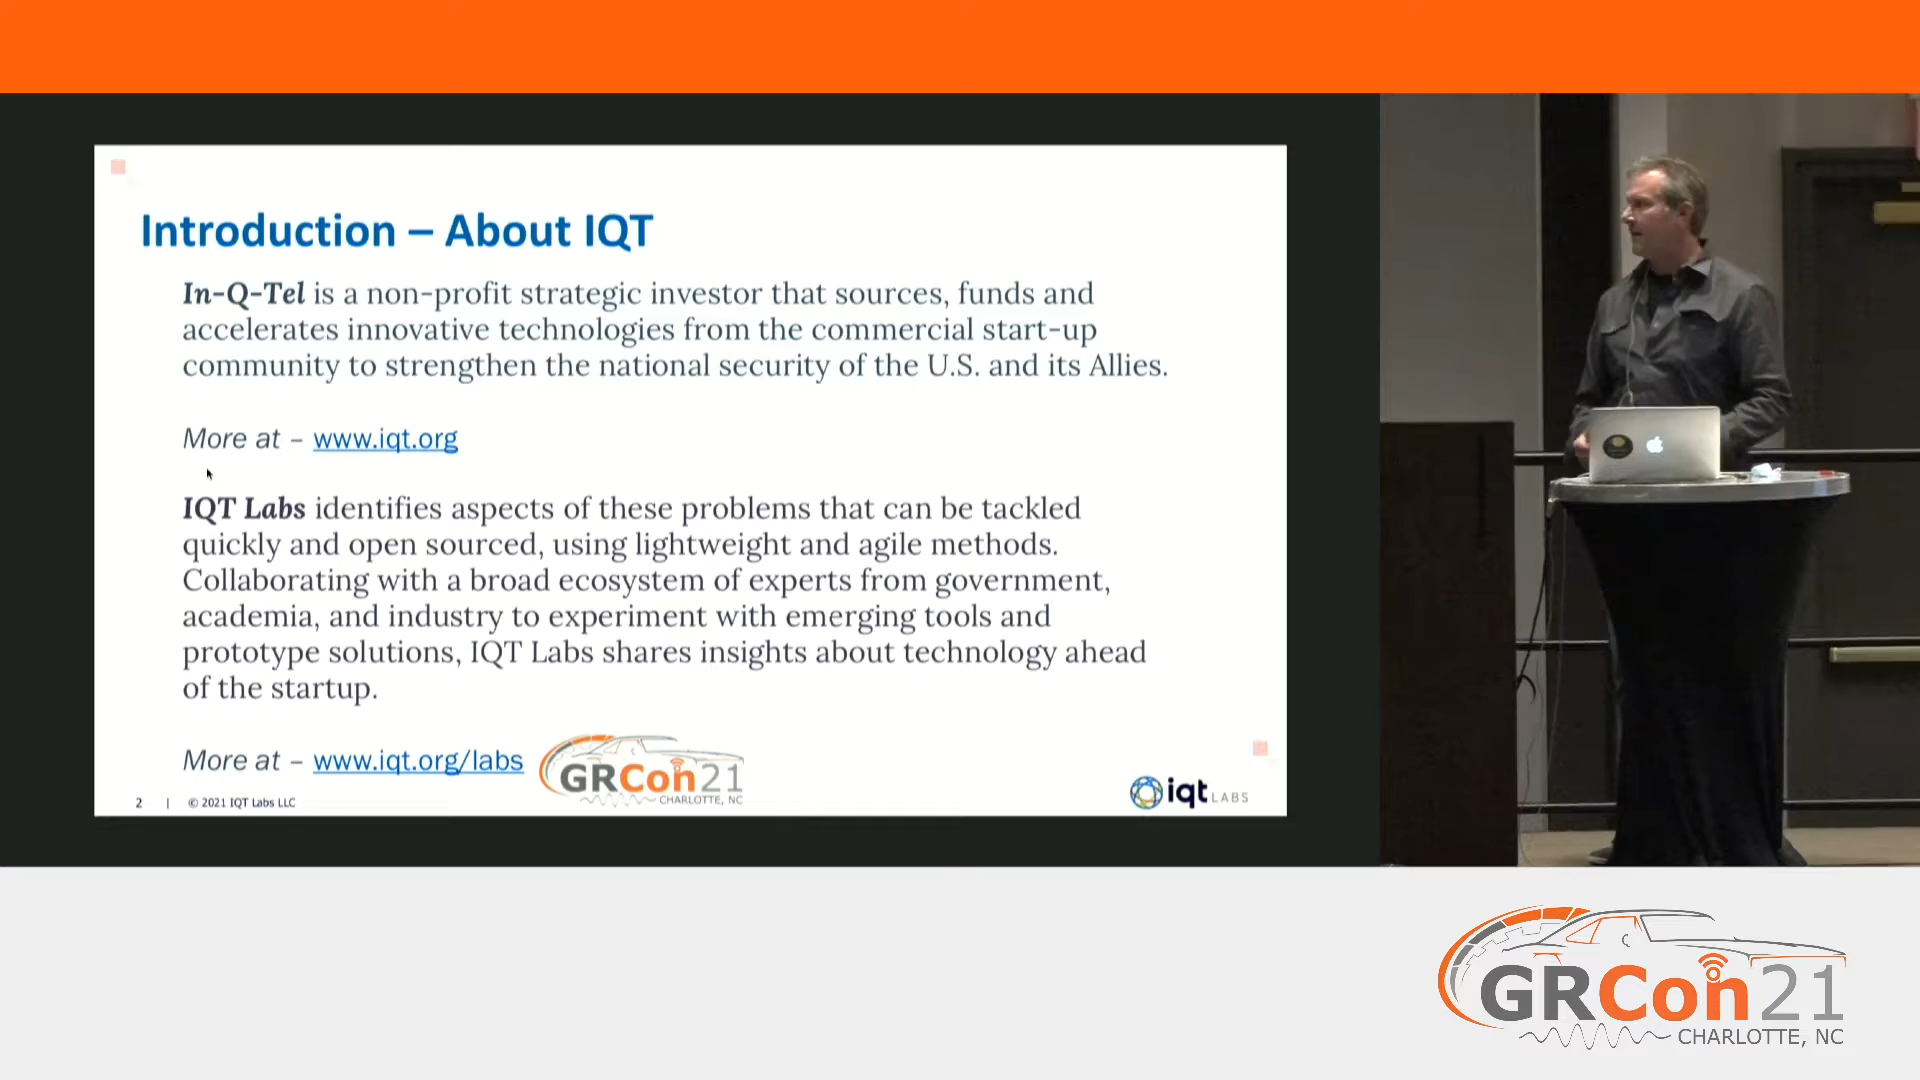 Introduction – About IQT
In-Q-Tel is a non-profit strategic investor that sources, funds and
accelerates innovative technologies from the commercial start-up
community to strengthen the national security of the U.S. and its Allies.
More at – www.iqt.org
IQT Labs identifies aspects of these problems that can be tackled
quickly and open sourced, using lightweight and agile methods.
Collaborating with a broad ecosystem of experts from government,
academia, and industry to experiment with emerging tools and
prototype solutions, IQT Labs shares insights about technology ahead
of the startup.
More at – www.iqt.org/labs
GRCon21
CHARLOTTE, NC
2 | © 2021 IQT Labs LLC
iqt LABS
GRCon21
CHARLOTTE, NC